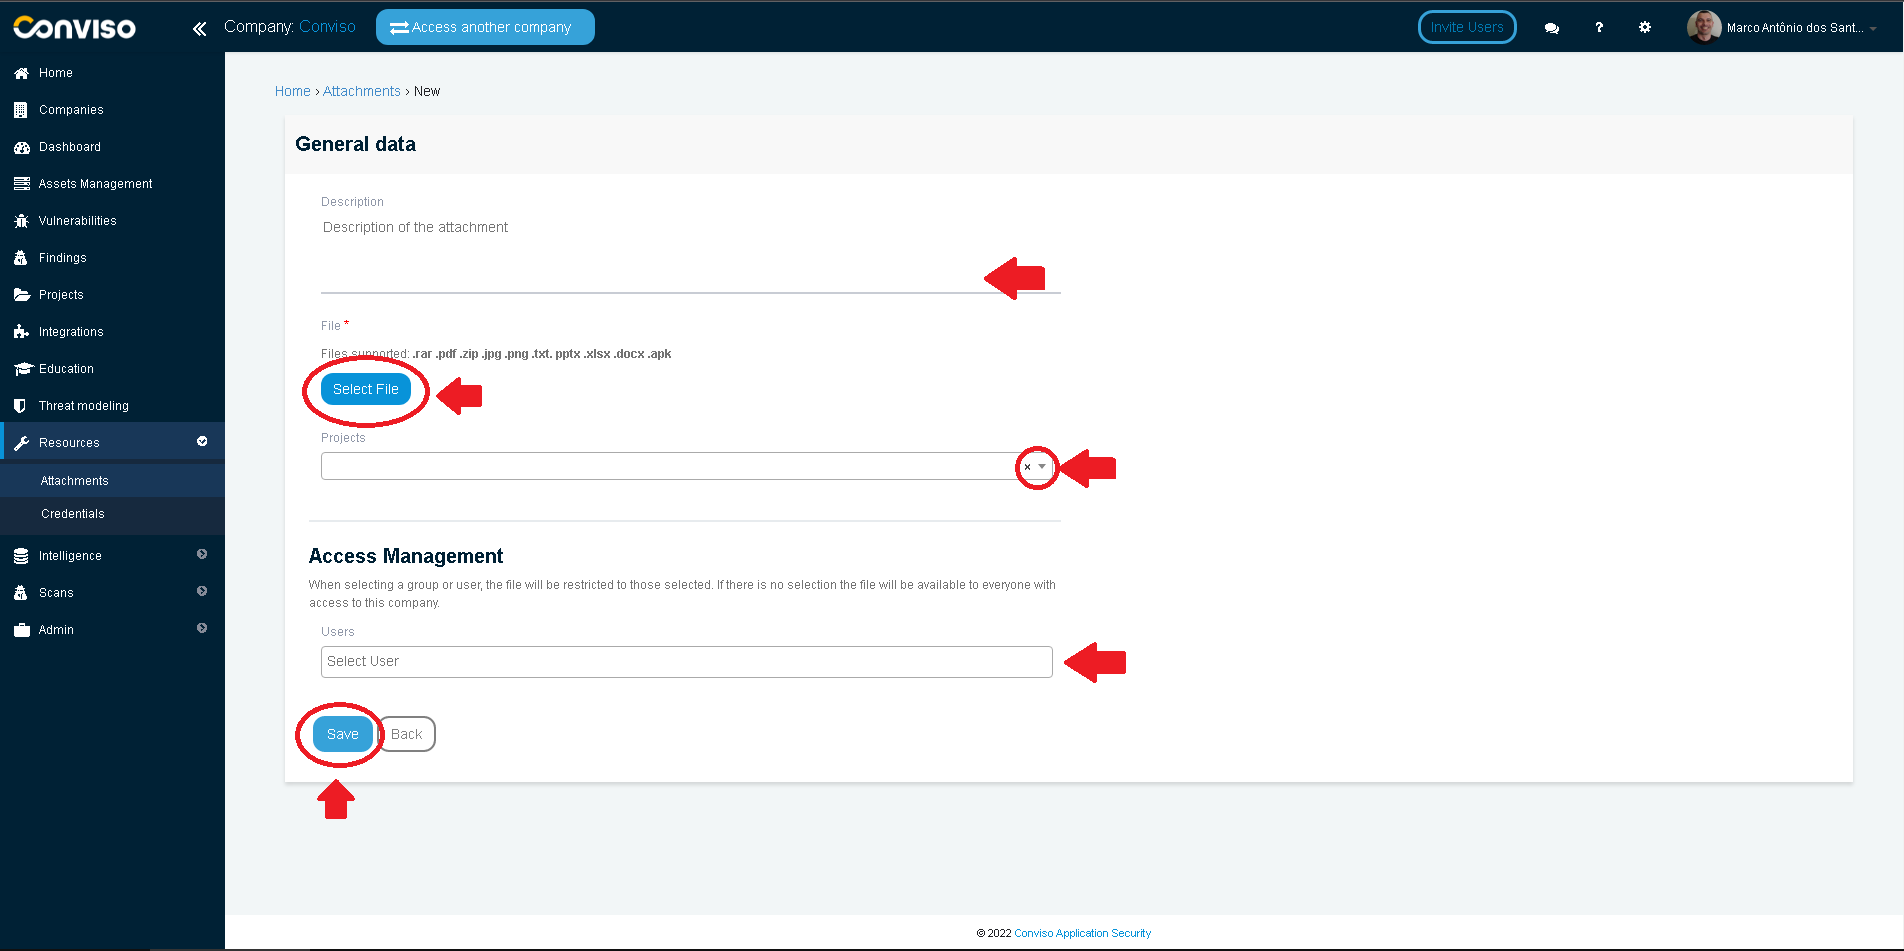 Conviso
Company: Conviso
Access another company
Invite Users
?
Marco Antônio dos Sant...
Home
Companies
Dashboard
Assets Management
Vulnerabilities
Findings
Projects
Integrations
Education
Threat modeling
Resources
Attachments
Credentials
Intelligence
Scans
Admin
Home › Attachments › New
General data
Description
Description of the attachment
File *
Files supported: .rar .pdf .zip .jpg .png .txt. pptx .xlsx .docx .apk
Select File
Projects
×
Access Management
When selecting a group or user, the file will be restricted to those selected. If there is no selection the file will be available to everyone with
access to this company.
Users
Select User
Save
Back
© 2022 Conviso Application Security